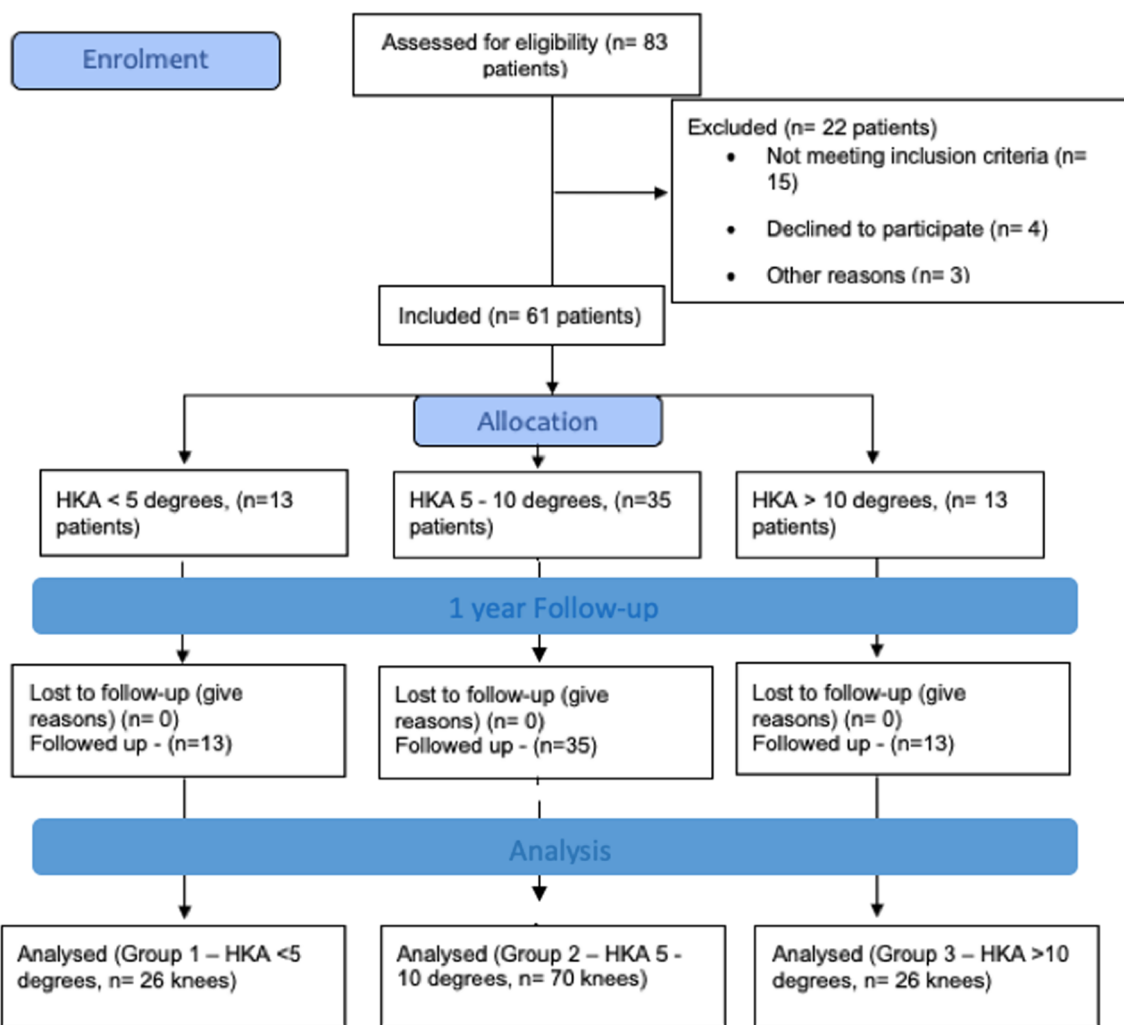 Enrolment
Assessed for eligibility (n= 83
patients)
Excluded (n= 22 patients)
• Not meeting inclusion criteria (n=
15)
• Declined to participate (n= 4)
• Other reasons (n= 3)
Included (n= 61 patients)
Allocation
HKA < 5 degrees, (n=13
patients)
HKA 5 - 10 degrees, (n=35
patients)
HKA > 10 degrees, (n= 13
patients)
1 year Follow-up
Lost to follow-up (give
reasons) (n= 0)
Followed up - (n=13)
Lost to follow-up (give
reasons) (n= 0)
Followed up - (n=35)
Lost to follow-up (give
reasons) (n= 0)
Followed up - (n=13)
Analysis
Analysed (Group 1 – HKA <5
degrees, n= 26 knees)
Analysed (Group 2 – HKA 5 -
10 degrees, n= 70 knees)
Analysed (Group 3 – HKA >10
degrees, n= 26 knees)